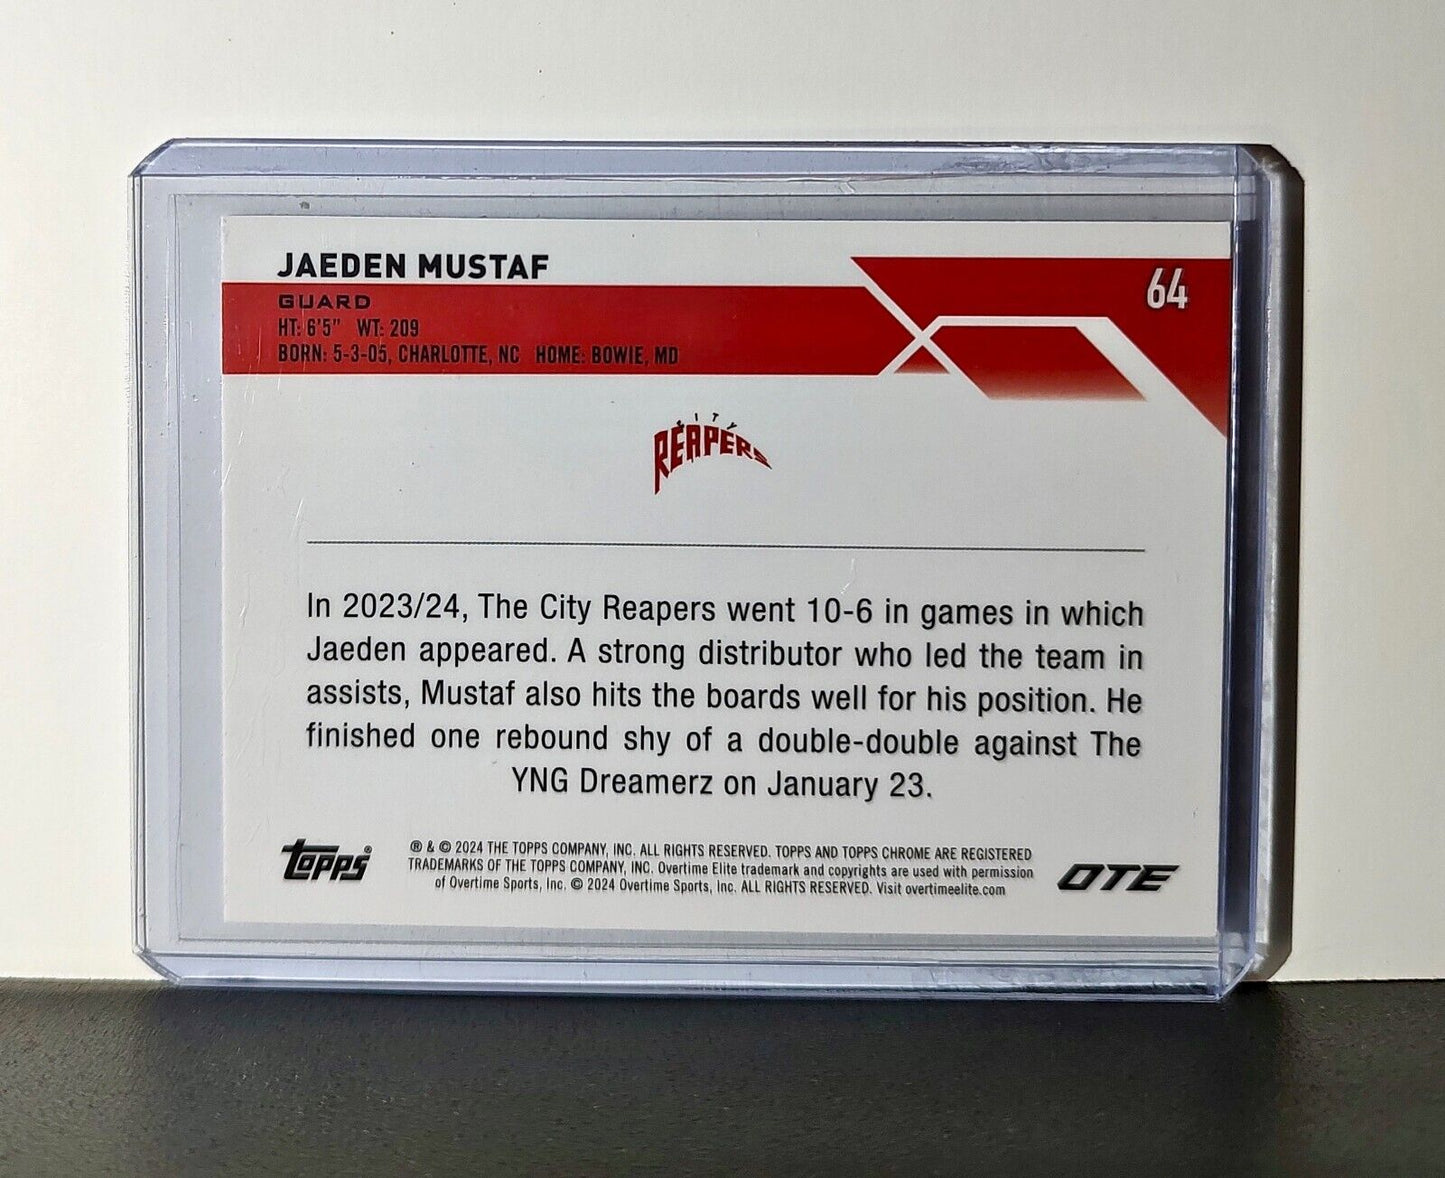 JAEDEN MUSTAF
64
GUARD
HT: 6'5" WT: 209
BORN: 5-3-05, CHARLOTTE, NC HOME: BOWIE, MD
CITY
REAPERS
In 2023/24, The City Reapers went 10-6 in games in which
Jaeden appeared. A strong distributor who led the team in
assists, Mustaf also hits the boards well for his position. He
finished one rebound shy of a double-double against The
YNG Dreamerz on January 23.
topps®
® & © 2024 THE TOPPS COMPANY, INC. ALL RIGHTS RESERVED. TOPPS AND TOPPS CHROME ARE REGISTERED
TRADEMARKS OF THE TOPPS COMPANY, INC. Overtime Elite trademark and copyrights are used with permission
of Overtime Sports, Inc. © 2024 Overtime Sports, Inc. ALL RIGHTS RESERVED. Visit overtimeelite.com
OTE